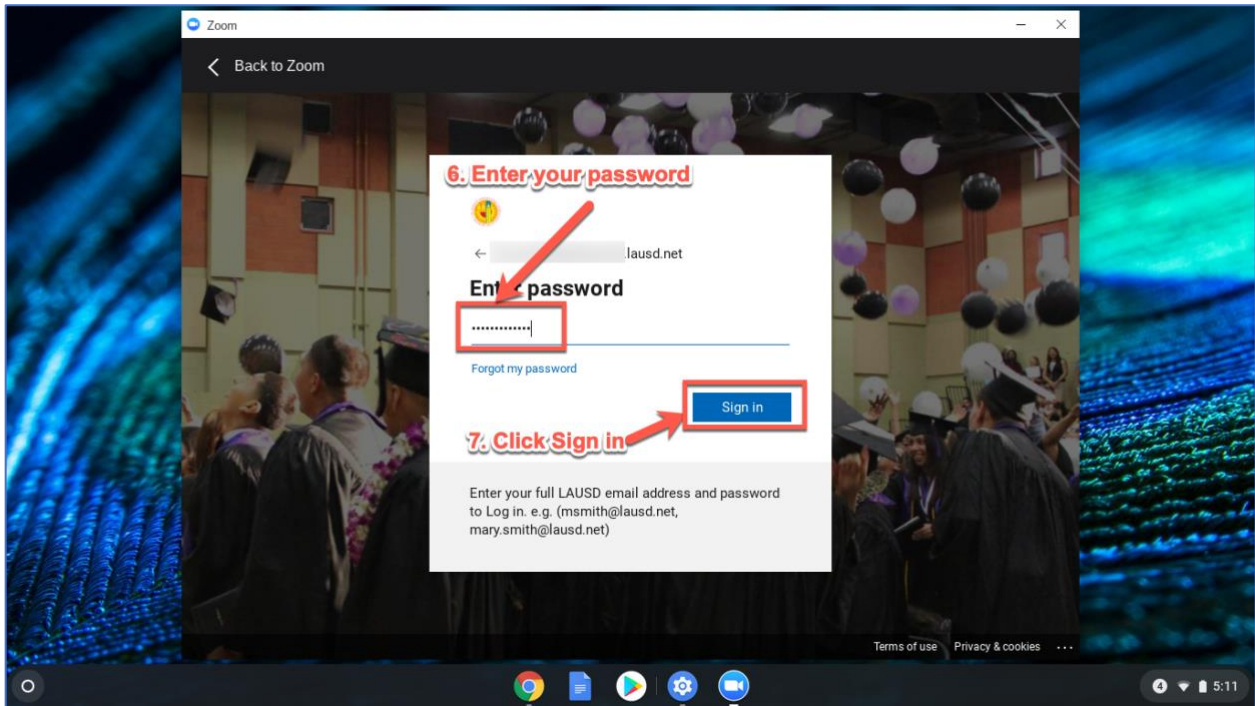 Zoom
Back to Zoom
6. Enter your password
.lausd.net
Enter password
Forgot my password
Sign in
7. Click Sign in
Enter your full LAUSD email address and password
to Log in. e.g. (msmith@lausd.net,
mary.smith@lausd.net)
Terms of use Privacy & cookies ...
4 5:11